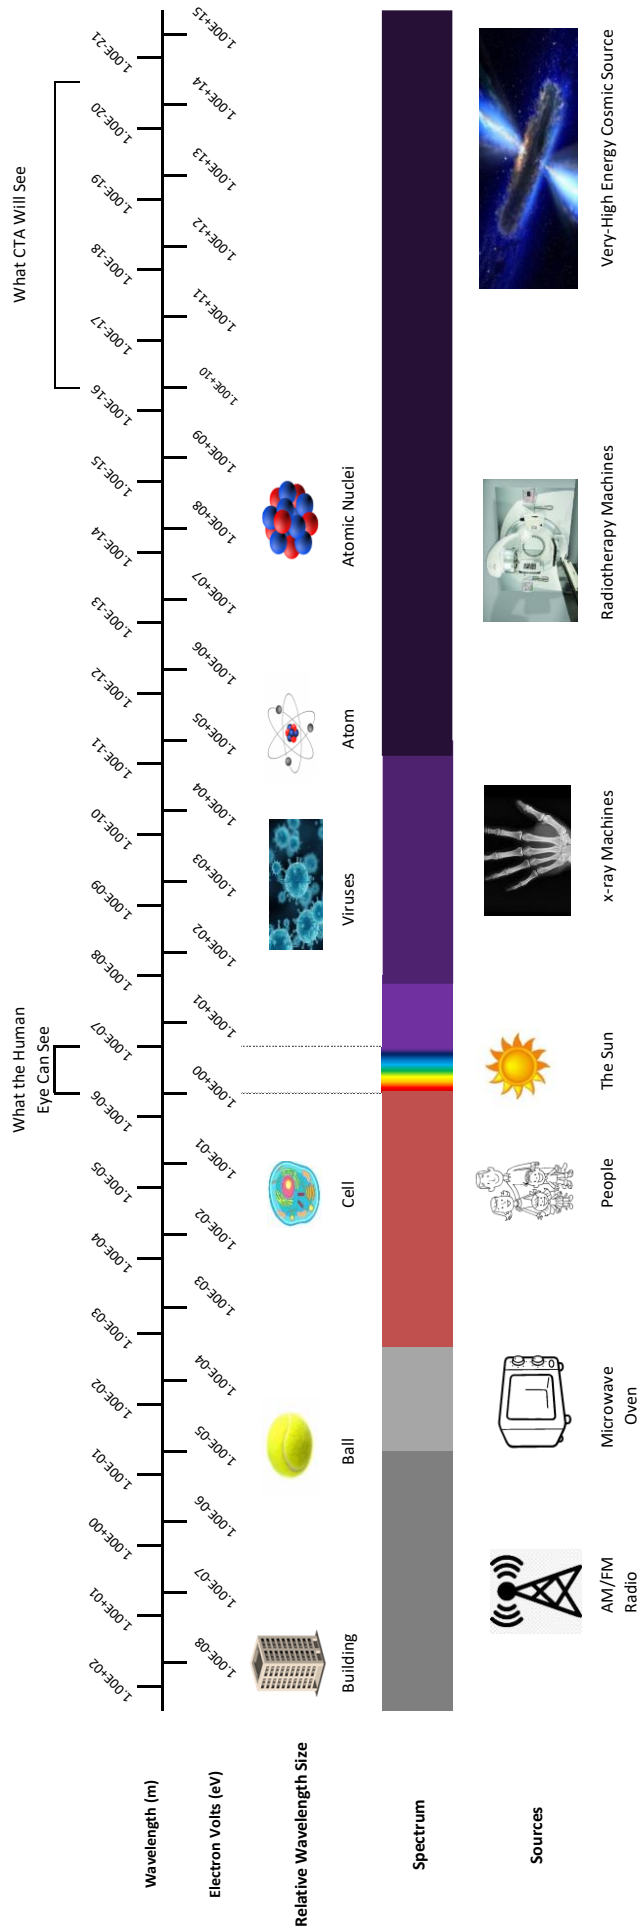 What the Human
Eye Can See
What CTA Will See
Wavelength (m)
1.00E+02
1.00E+01
1.00E+00
1.00E-01
1.00E-02
1.00E-03
1.00E-04
1.00E-05
1.00E-06
1.00E-07
1.00E-08
1.00E-09
1.00E-10
1.00E-11
1.00E-12
1.00E-13
1.00E-14
1.00E-15
1.00E-16
1.00E-17
1.00E-18
1.00E-19
1.00E-20
1.00E-21
Electron Volts (eV)
1.00E-08
1.00E-07
1.00E-06
1.00E-05
1.00E-04
1.00E-03
1.00E-02
1.00E-01
1.00E+00
1.00E+01
1.00E+02
1.00E+03
1.00E+04
1.00E+05
1.00E+06
1.00E+07
1.00E+08
1.00E+09
1.00E+10
1.00E+11
1.00E+12
1.00E+13
1.00E+14
1.00E+15
Relative Wavelength Size
Building
Ball
Cell
Viruses
Atom
Atomic Nuclei
Spectrum
Sources
AM/FM
Radio
Microwave
Oven
People
The Sun
x-ray Machines
Radiotherapy Machines
Very-High Energy Cosmic Source